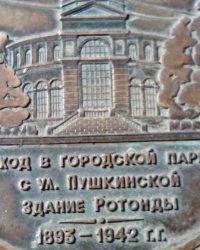 ход в городской пар
с ул. Пушкинской
Здание Ротонды
1893 – 1942 г.г.